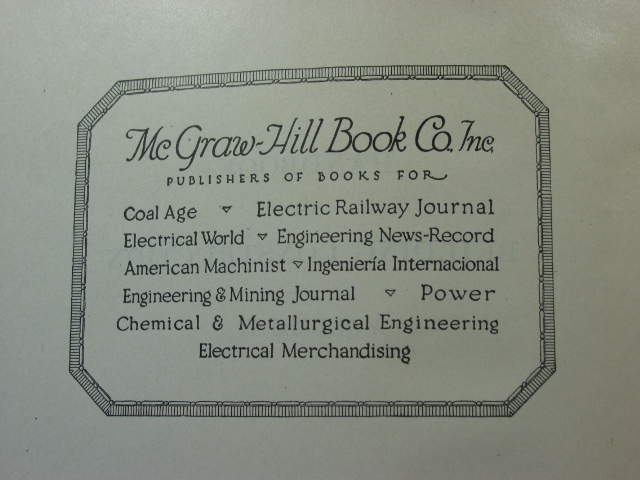 McGraw-Hill Book Co. Inc.
PUBLISHERS OF BOOKS FOR
Coal Age ▽ Electric Railway Journal
Electrical World ▽ Engineering News-Record
American Machinist ▽ Ingeniería Internacional
Engineering & Mining Journal ▽ Power
Chemical & Metallurgical Engineering
Electrical Merchandising